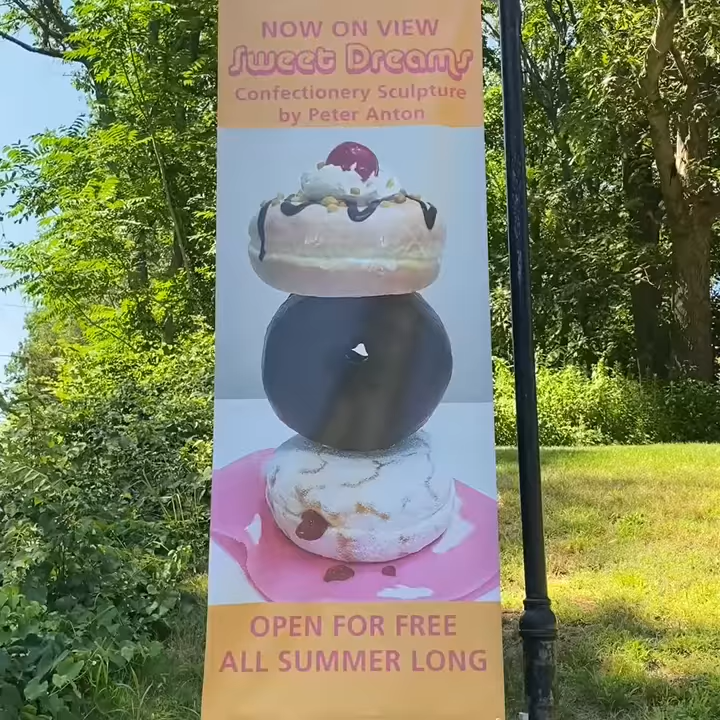 NOW ON VIEW
Sweet Dreams
Confectionery Sculpture
by Peter Anton
OPEN FOR FREE
ALL SUMMER LONG